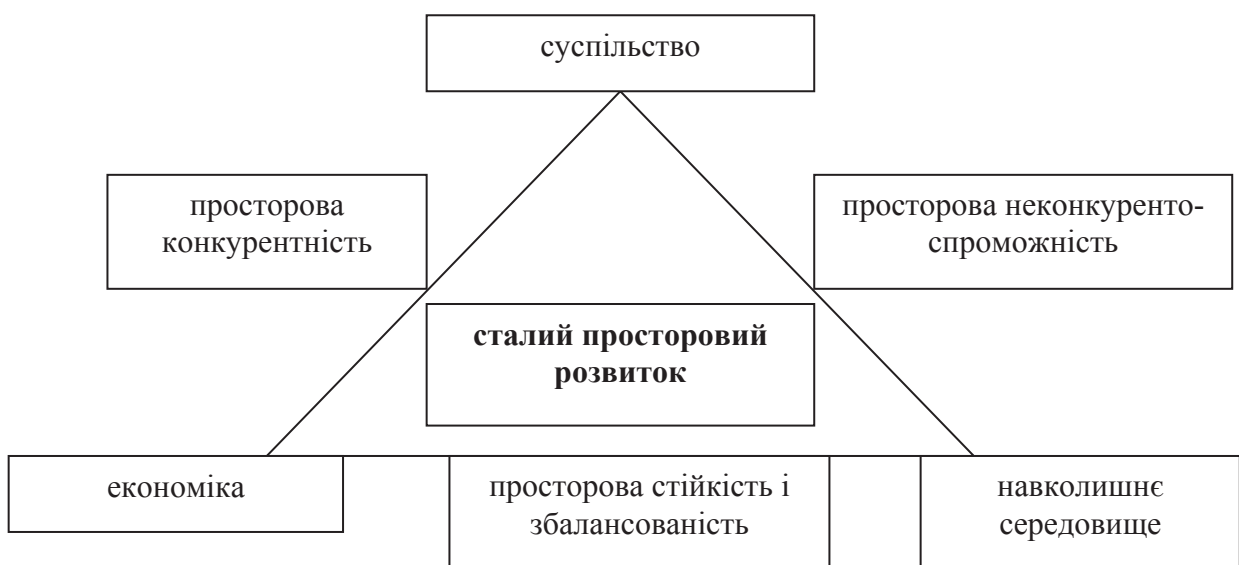 суспільство
просторова
конкурентність
просторова неконкуренто-
спроможність
сталий просторовий
розвиток
економіка
просторова стійкість і
збалансованість
навколишнє
середовище